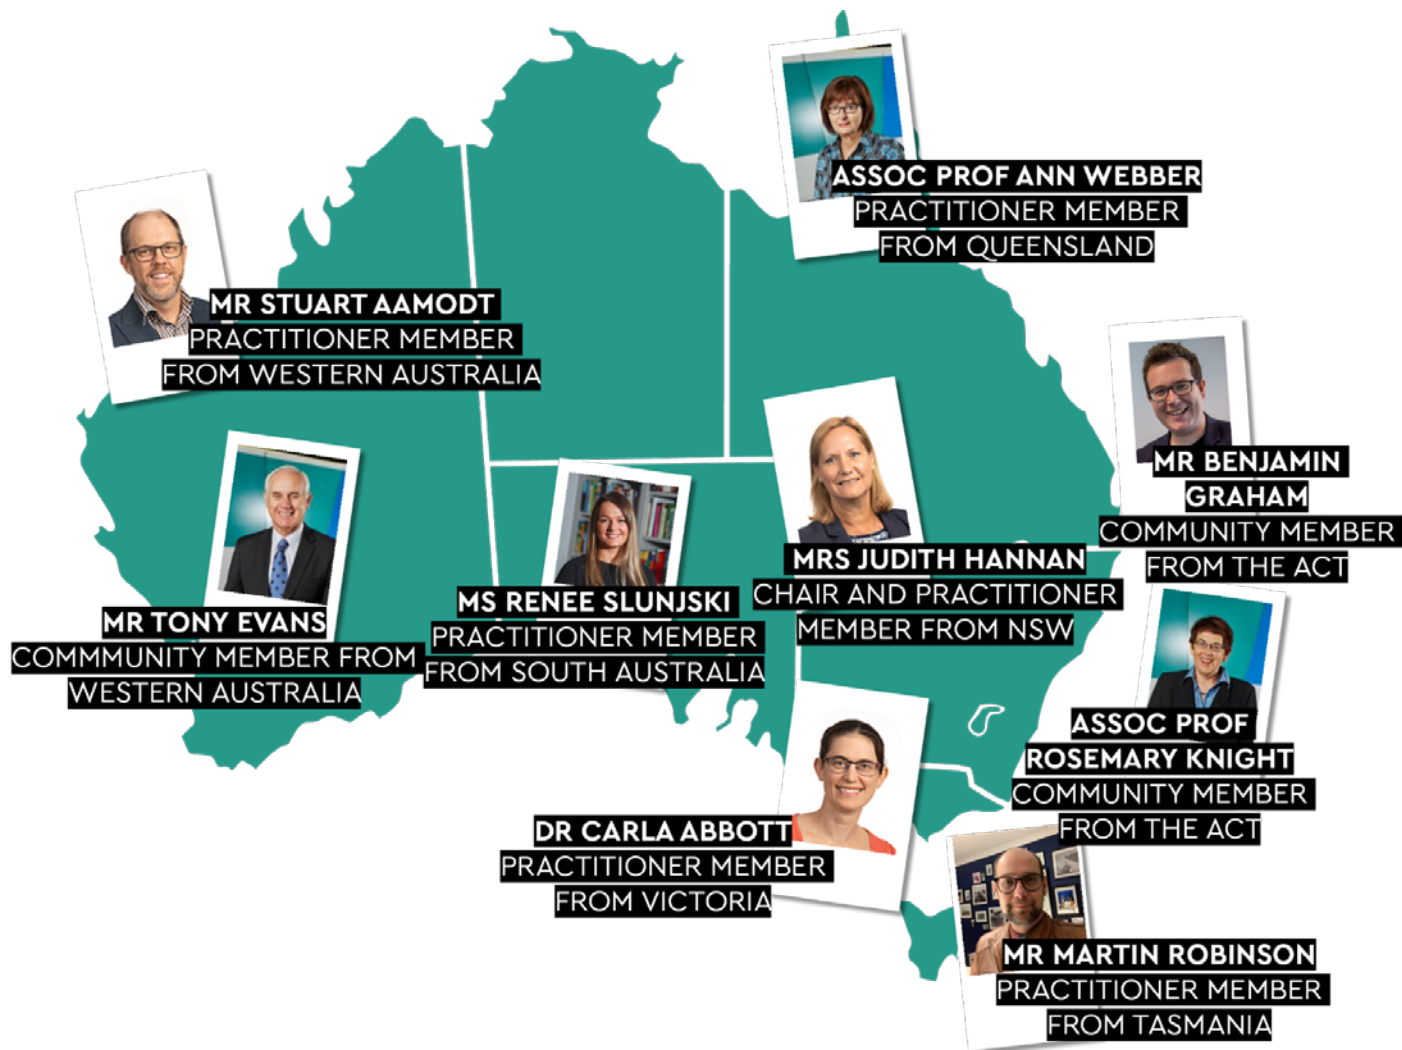 ASSOC PROF ANN WEBBER
PRACTITIONER MEMBER
FROM QUEENSLAND
MR STUART AAMODT
PRACTITIONER MEMBER
FROM WESTERN AUSTRALIA
MR BENJAMIN
GRAHAM
COMMUNITY MEMBER
FROM THE ACT
MRS JUDITH HANNAN
CHAIR AND PRACTITIONER
MEMBER FROM NSW
MS RENEE SLUNJSKI
PRACTITIONER MEMBER
FROM SOUTH AUSTRALIA
MR TONY EVANS
COMMMUNITY MEMBER FROM
WESTERN AUSTRALIA
ASSOC PROF
ROSEMARY KNIGHT
COMMUNITY MEMBER
FROM THE ACT
DR CARLA ABBOTT
PRACTITIONER MEMBER
FROM VICTORIA
MR MARTIN ROBINSON
PRACTITIONER MEMBER
FROM TASMANIA